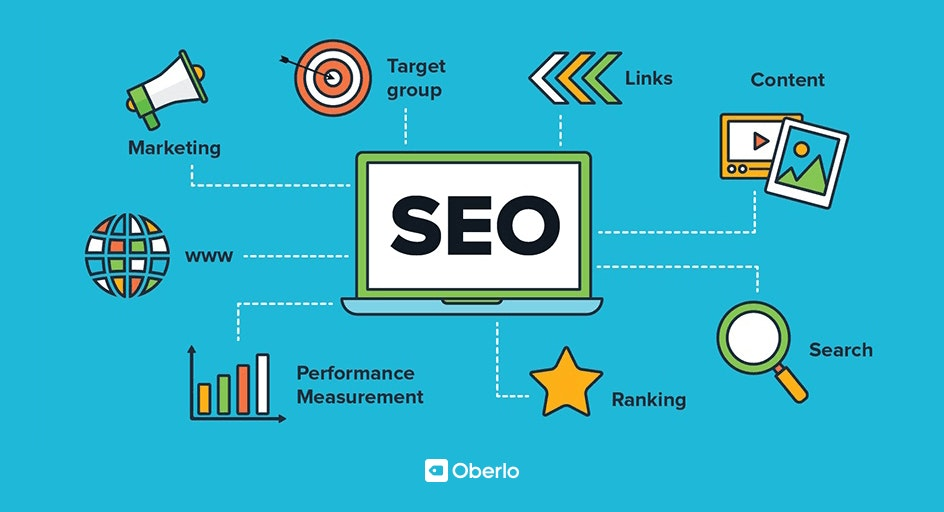 Target
group
Links
Content
Marketing
SEO
www
Search
Performance
Measurement
Ranking
Oberlo